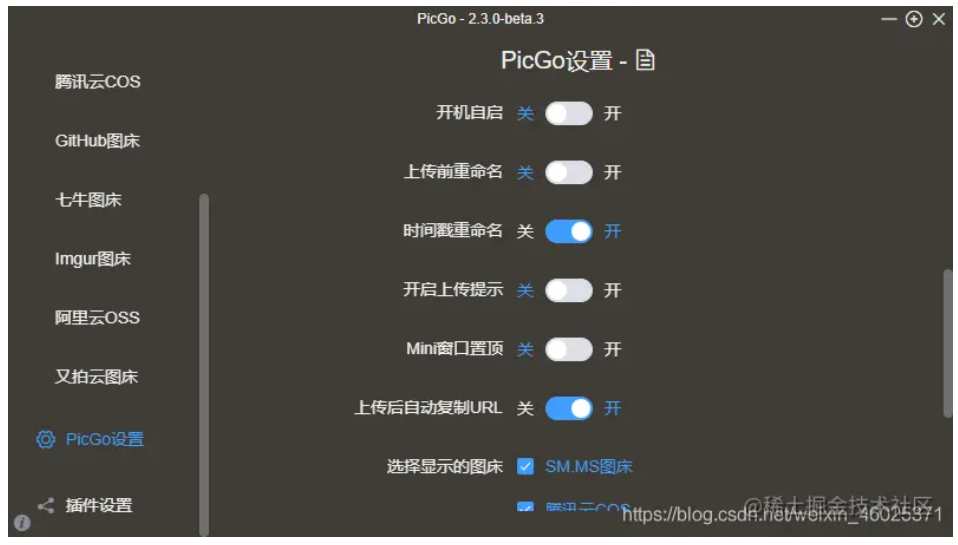 PicGo - 2.3.0-beta.3
PicGo设置 -
腾讯云COS
GitHub图床
七牛图床
Imgur图床
阿里云OSS
又拍云图床
PicGo设置
插件设置
开机自启 关 开
上传前重命名 关 开
时间戳重命名 关 开
开启上传提示 关 开
Mini窗口置顶 关 开
上传后自动复制URL 关 开
选择显示的图床 SM.MS图床
腾讯云COS
@稀土掘金技术社区
https://blog.csdn.net/weixin_46025371